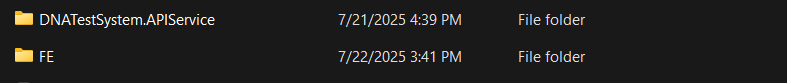 DNATestSystem.APIService 7/21/2025 4:39 PM File folder
FE 7/22/2025 3:41 PM File folder